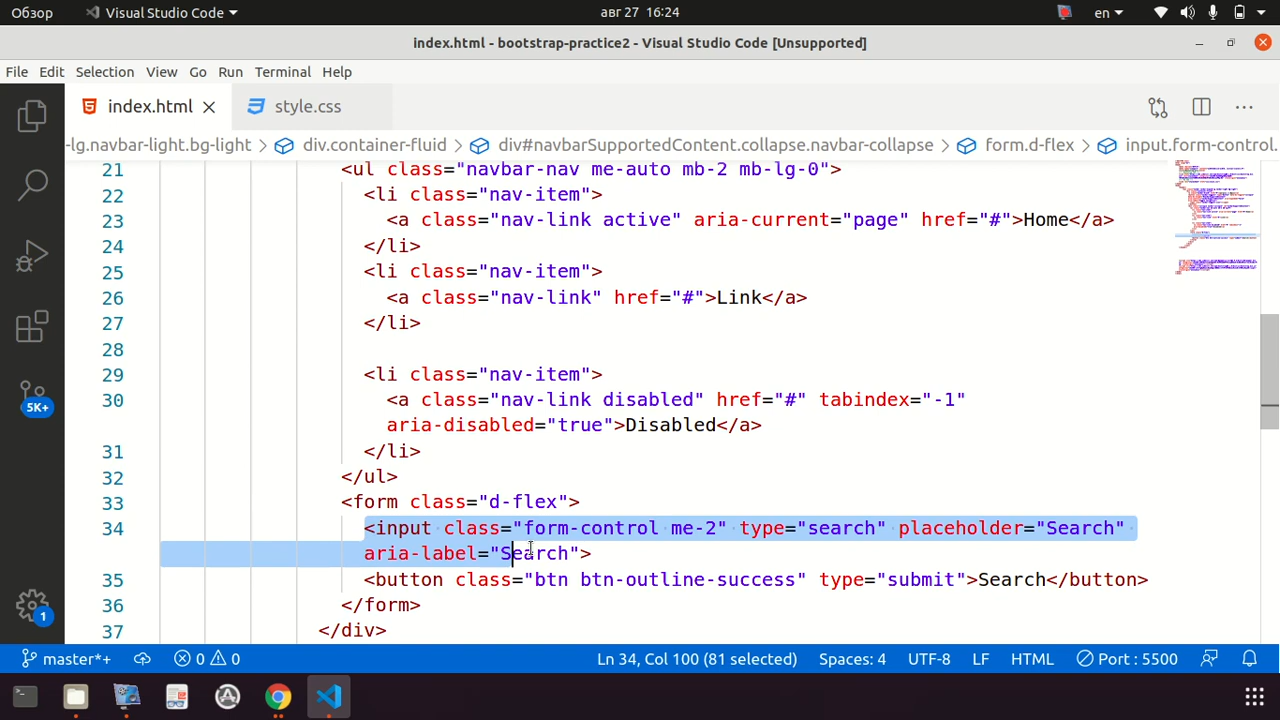 Обзор Visual Studio Code авг 27 16:24 en
index.html - bootstrap-practice2 - Visual Studio Code [Unsupported]
File Edit Selection View Go Run Terminal Help
index.html style.css
-lg.navbar-light.bg-light > div.container-fluid > div#navbarSupportedContent.collapse.navbar-collapse > form.d-flex > input.form-control.
21 <ul class="navbar-nav me-auto mb-2 mb-lg-0">
22 <li class="nav-item">
23 <a class="nav-link active" aria-current="page" href="#">Home</a>
24 </li>
25 <li class="nav-item">
26 <a class="nav-link" href="#">Link</a>
27 </li>
28
29 <li class="nav-item">
30 <a class="nav-link disabled" href="#" tabindex="-1"
aria-disabled="true">Disabled</a>
31 </li>
32 </ul>
33 <form class="d-flex">
34 <input class="form-control me-2" type="search" placeholder="Search"
aria-label="Search">
35 <button class="btn btn-outline-success" type="submit">Search</button>
36 </form>
37 </div>
5K+
1
master*+ 0 0 Ln 34, Col 100 (81 selected) Spaces: 4 UTF-8 LF HTML Port : 5500